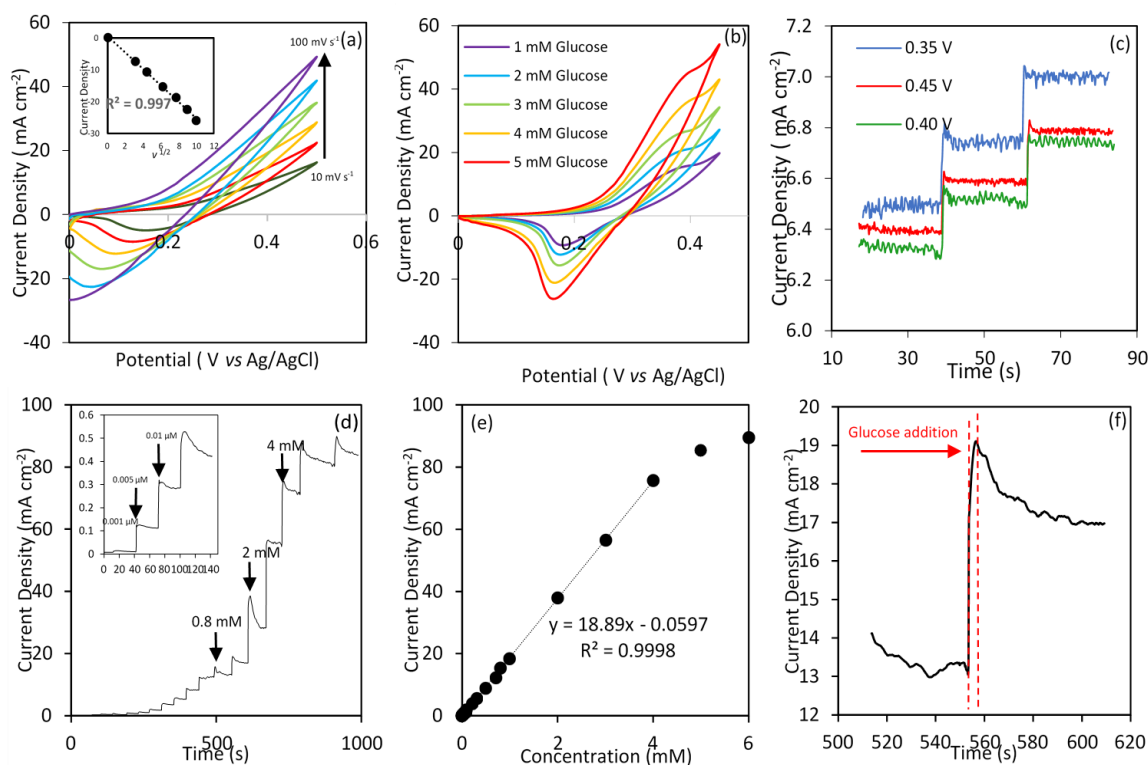 60
40
20
0
-20
-40
0
0.2
0.4
0.6
Current Density ( mA cm⁻²)
Potential ( V vs Ag/AgCl)
(a)
100 mV s⁻¹
10 mV s⁻¹
0
-10
-20
-30
Current Density
R² = 0.997
0 2 4 6 8 10 12
v ¹/²
60
40
20
0
-20
-40
0
0.2
0.4
Current Density ( mA cm⁻²)
Potential ( V vs Ag/AgCl)
(b)
1 mM Glucose
2 mM Glucose
3 mM Glucose
4 mM Glucose
5 mM Glucose
7.2
7.0
6.8
6.6
6.4
6.2
6.0
10 30 50 70 90
Current Density (mA cm⁻²)
Time (s)
(c)
0.35 V
0.45 V
0.40 V
100
80
60
40
20
0
0 500 1000
Current Density (mA cm⁻²)
Time (s)
(d)
0.8 mM
2 mM
4 mM
0.6
0.5
0.4
0.3
0.2
0.1
0
0 20 40 60 80 100 120 140
0.001 µM
0.005 µM
0.01 µM
100
80
60
40
20
0
0 2 4 6
Current Density (mA cm⁻²)
Concentration (mM)
(e)
y = 18.89x - 0.0597
R² = 0.9998
20
19
18
17
16
15
14
13
12
500 520 540 560 580 600 620
Current Density (mA cm⁻²)
Time (s)
(f)
Glucose addition